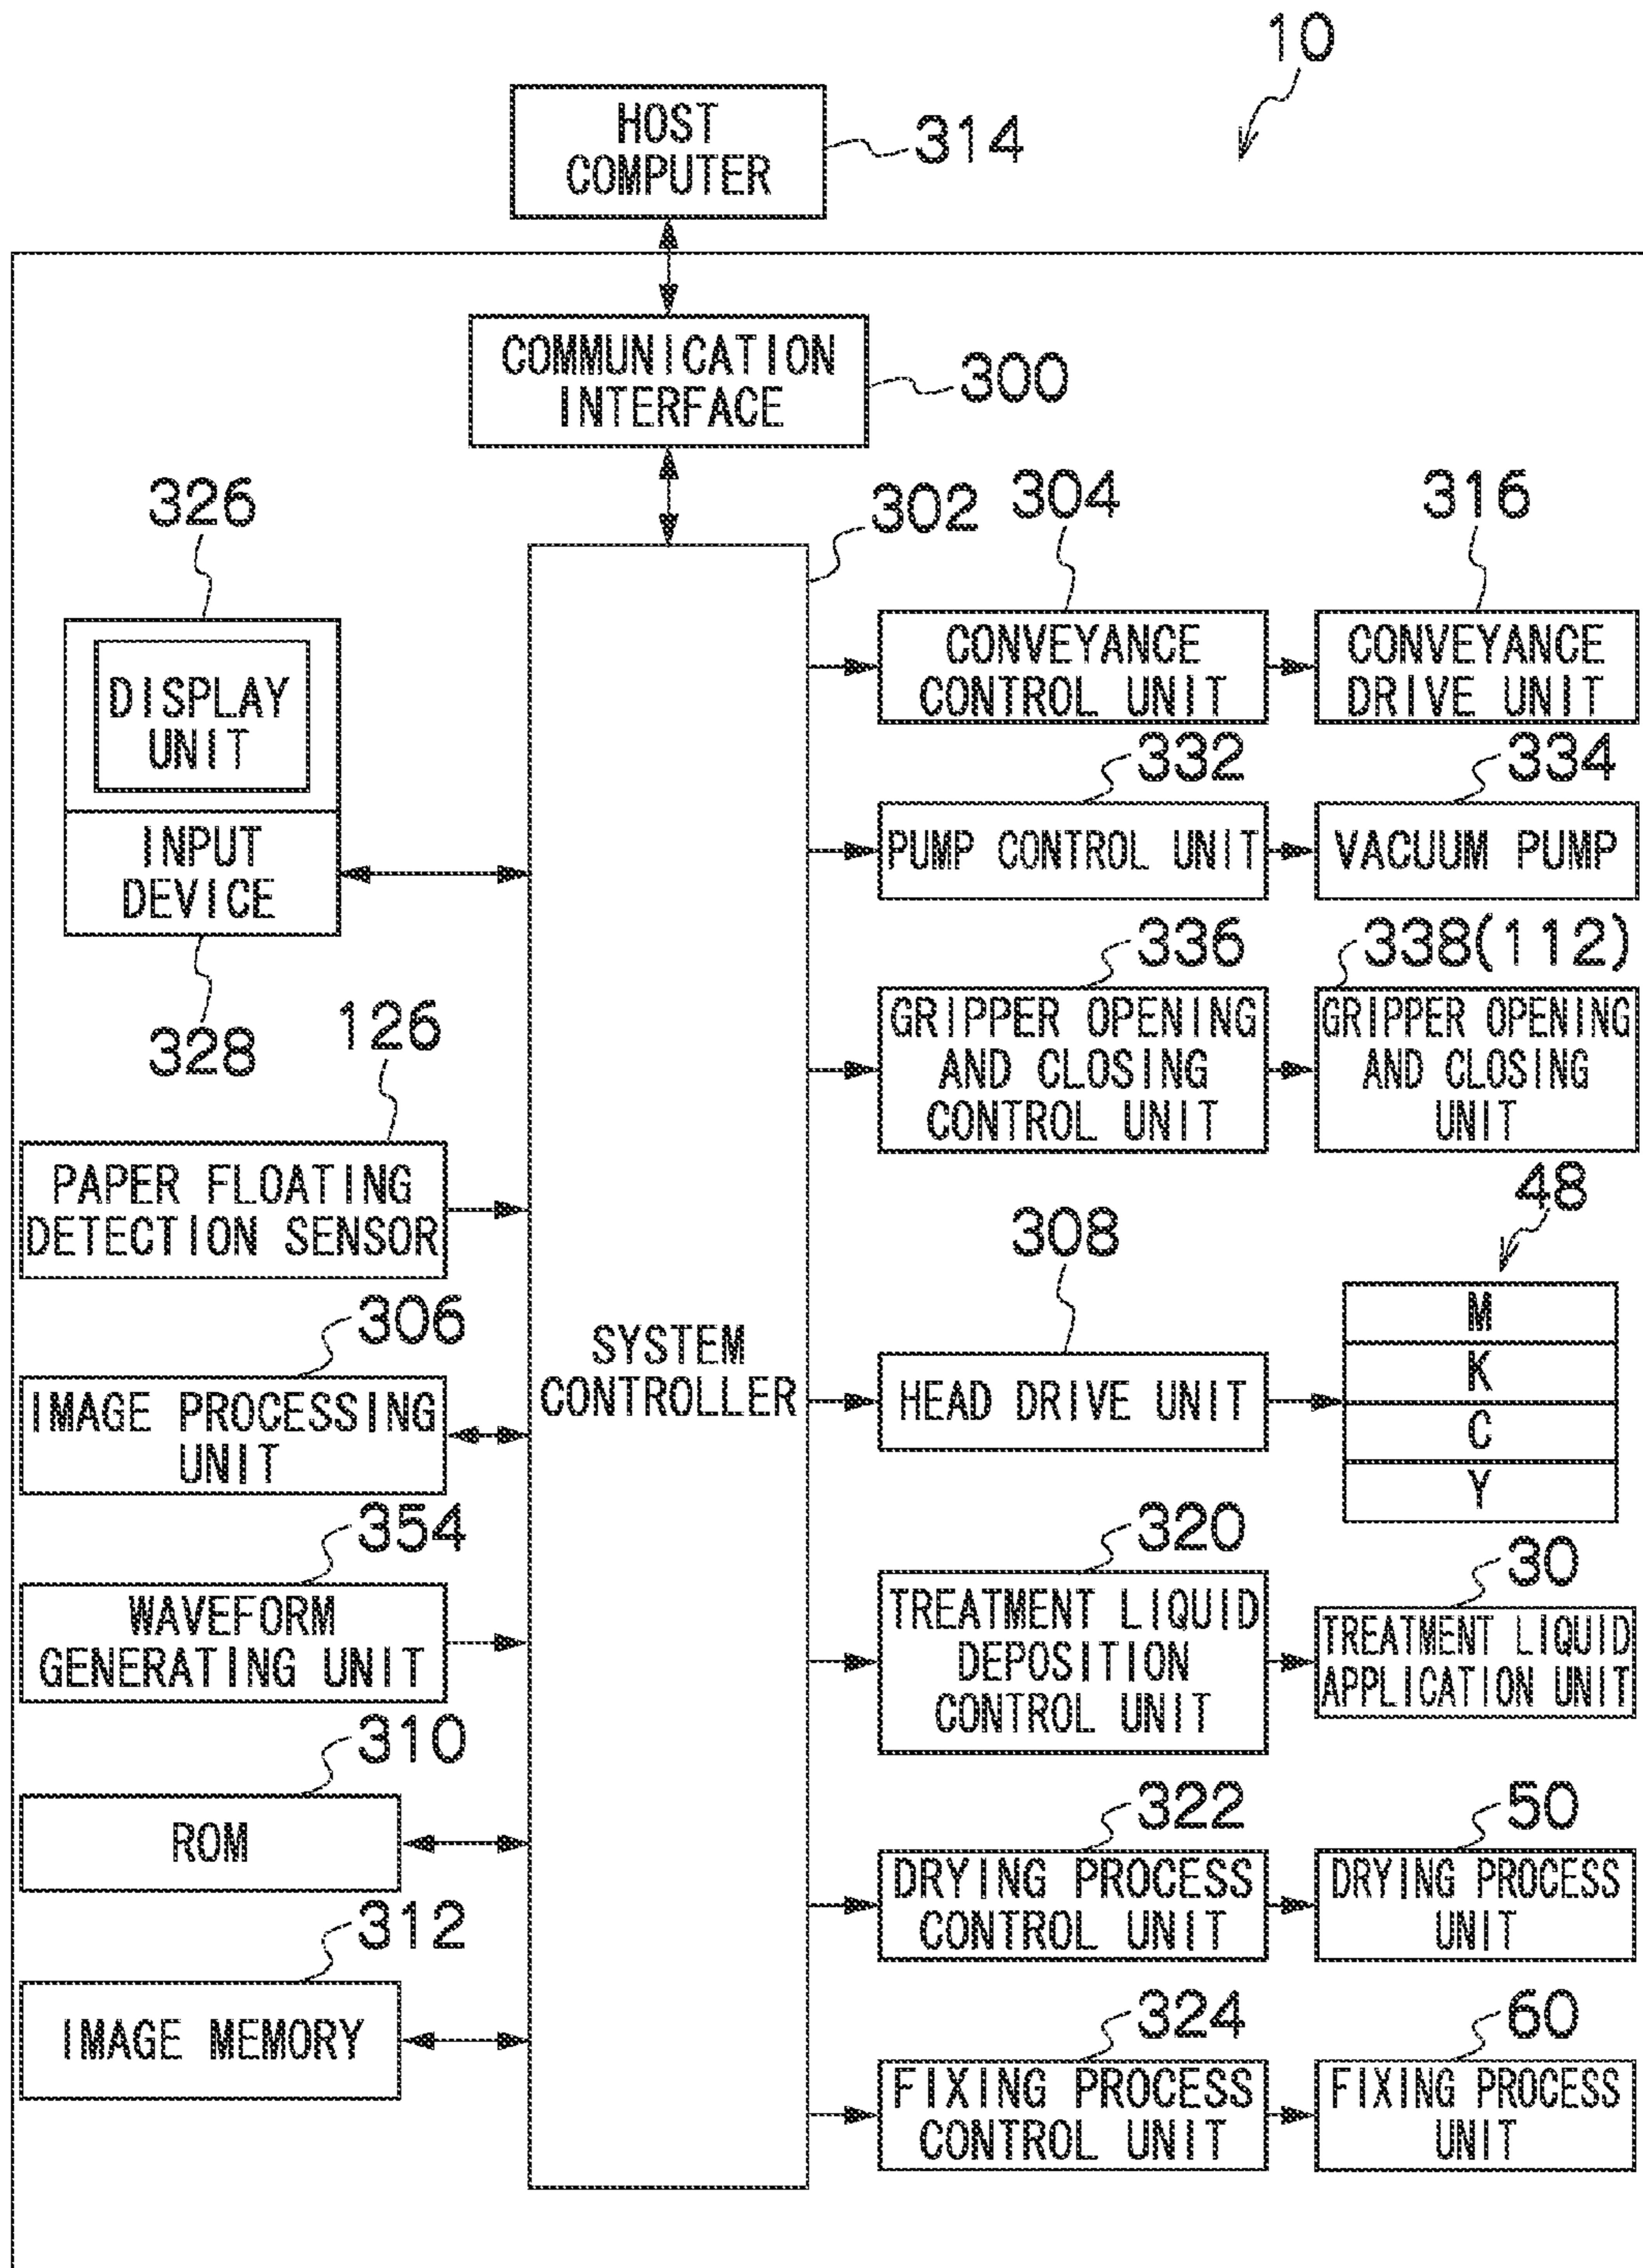 10
HOST
COMPUTER
314
COMMUNICATION
INTERFACE
300
326
302
304
316
DISPLAY
UNIT
INPUT
DEVICE
328
CONVEYANCE
CONTROL UNIT
CONVEYANCE
DRIVE UNIT
332
334
PUMP CONTROL UNIT
VACUUM PUMP
336
338(112)
GRIPPER OPENING
AND CLOSING
CONTROL UNIT
GRIPPER OPENING
AND CLOSING
UNIT
126
PAPER FLOATING
DETECTION SENSOR
306
IMAGE PROCESSING
UNIT
354
WAVEFORM
GENERATING UNIT
310
ROM
312
IMAGE MEMORY
SYSTEM
CONTROLLER
308
HEAD DRIVE UNIT
48
M
K
C
Y
320
TREATMENT LIQUID
DEPOSITION
CONTROL UNIT
30
TREATMENT LIQUID
APPLICATION UNIT
322
DRYING PROCESS
CONTROL UNIT
50
DRYING PROCESS
UNIT
324
FIXING PROCESS
CONTROL UNIT
60
FIXING PROCESS
UNIT